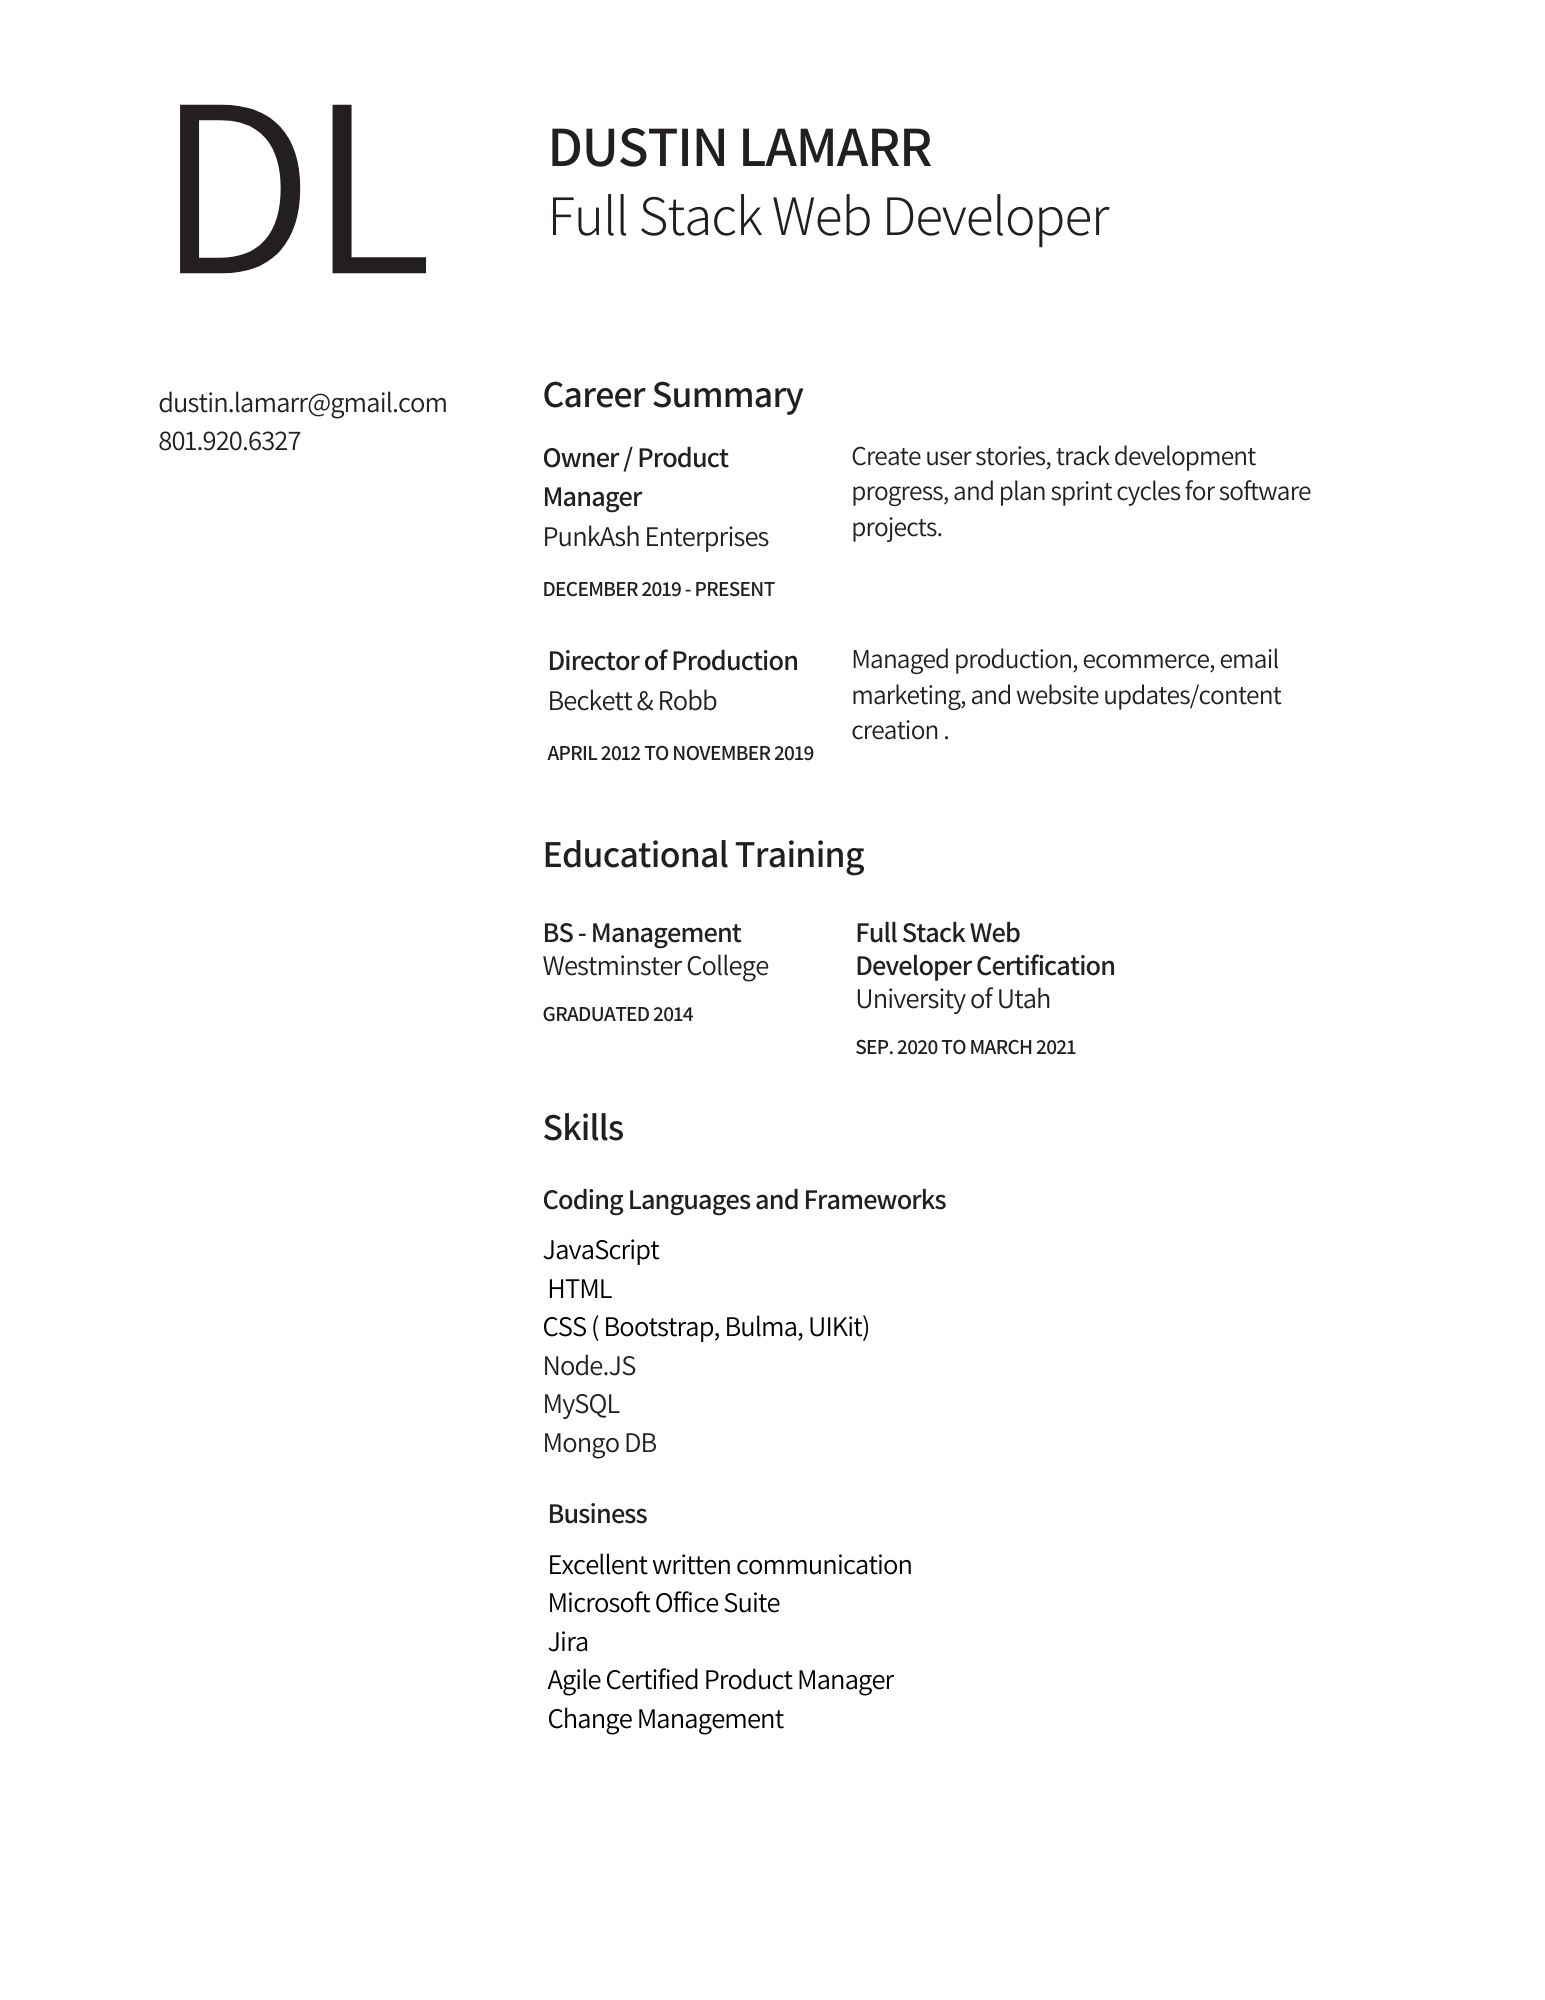 DL
DUSTIN LAMARR
Full Stack Web Developer
dustin.lamarr@gmail.com
801.920.6327
Career Summary
Owner / Product
Manager
PunkAsh Enterprises
DECEMBER 2019 - PRESENT
Create user stories, track development
progress, and plan sprint cycles for software
projects.
Director of Production
Beckett & Robb
APRIL 2012 TO NOVEMBER 2019
Managed production, ecommerce, email
marketing, and website updates/content
creation .
Educational Training
BS - Management
Westminster College
GRADUATED 2014
Full Stack Web
Developer Certification
University of Utah
SEP. 2020 TO MARCH 2021
Skills
Coding Languages and Frameworks
JavaScript
HTML
CSS ( Bootstrap, Bulma, UIKit)
Node.JS
MySQL
Mongo DB
Business
Excellent written communication
Microsoft Office Suite
Jira
Agile Certified Product Manager
Change Management